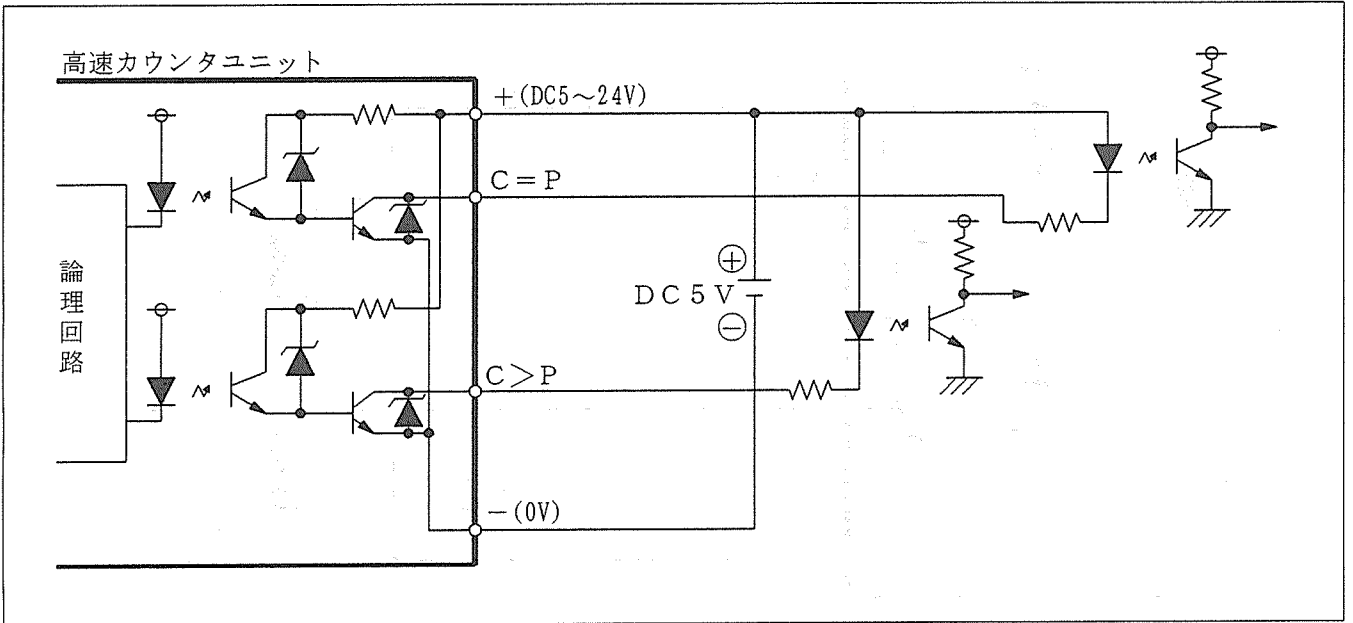 高速カウンタユニット
+(DC5~24V)
C=P
論理回路
⊕
DC5V
⊖
C>P
-(0V)